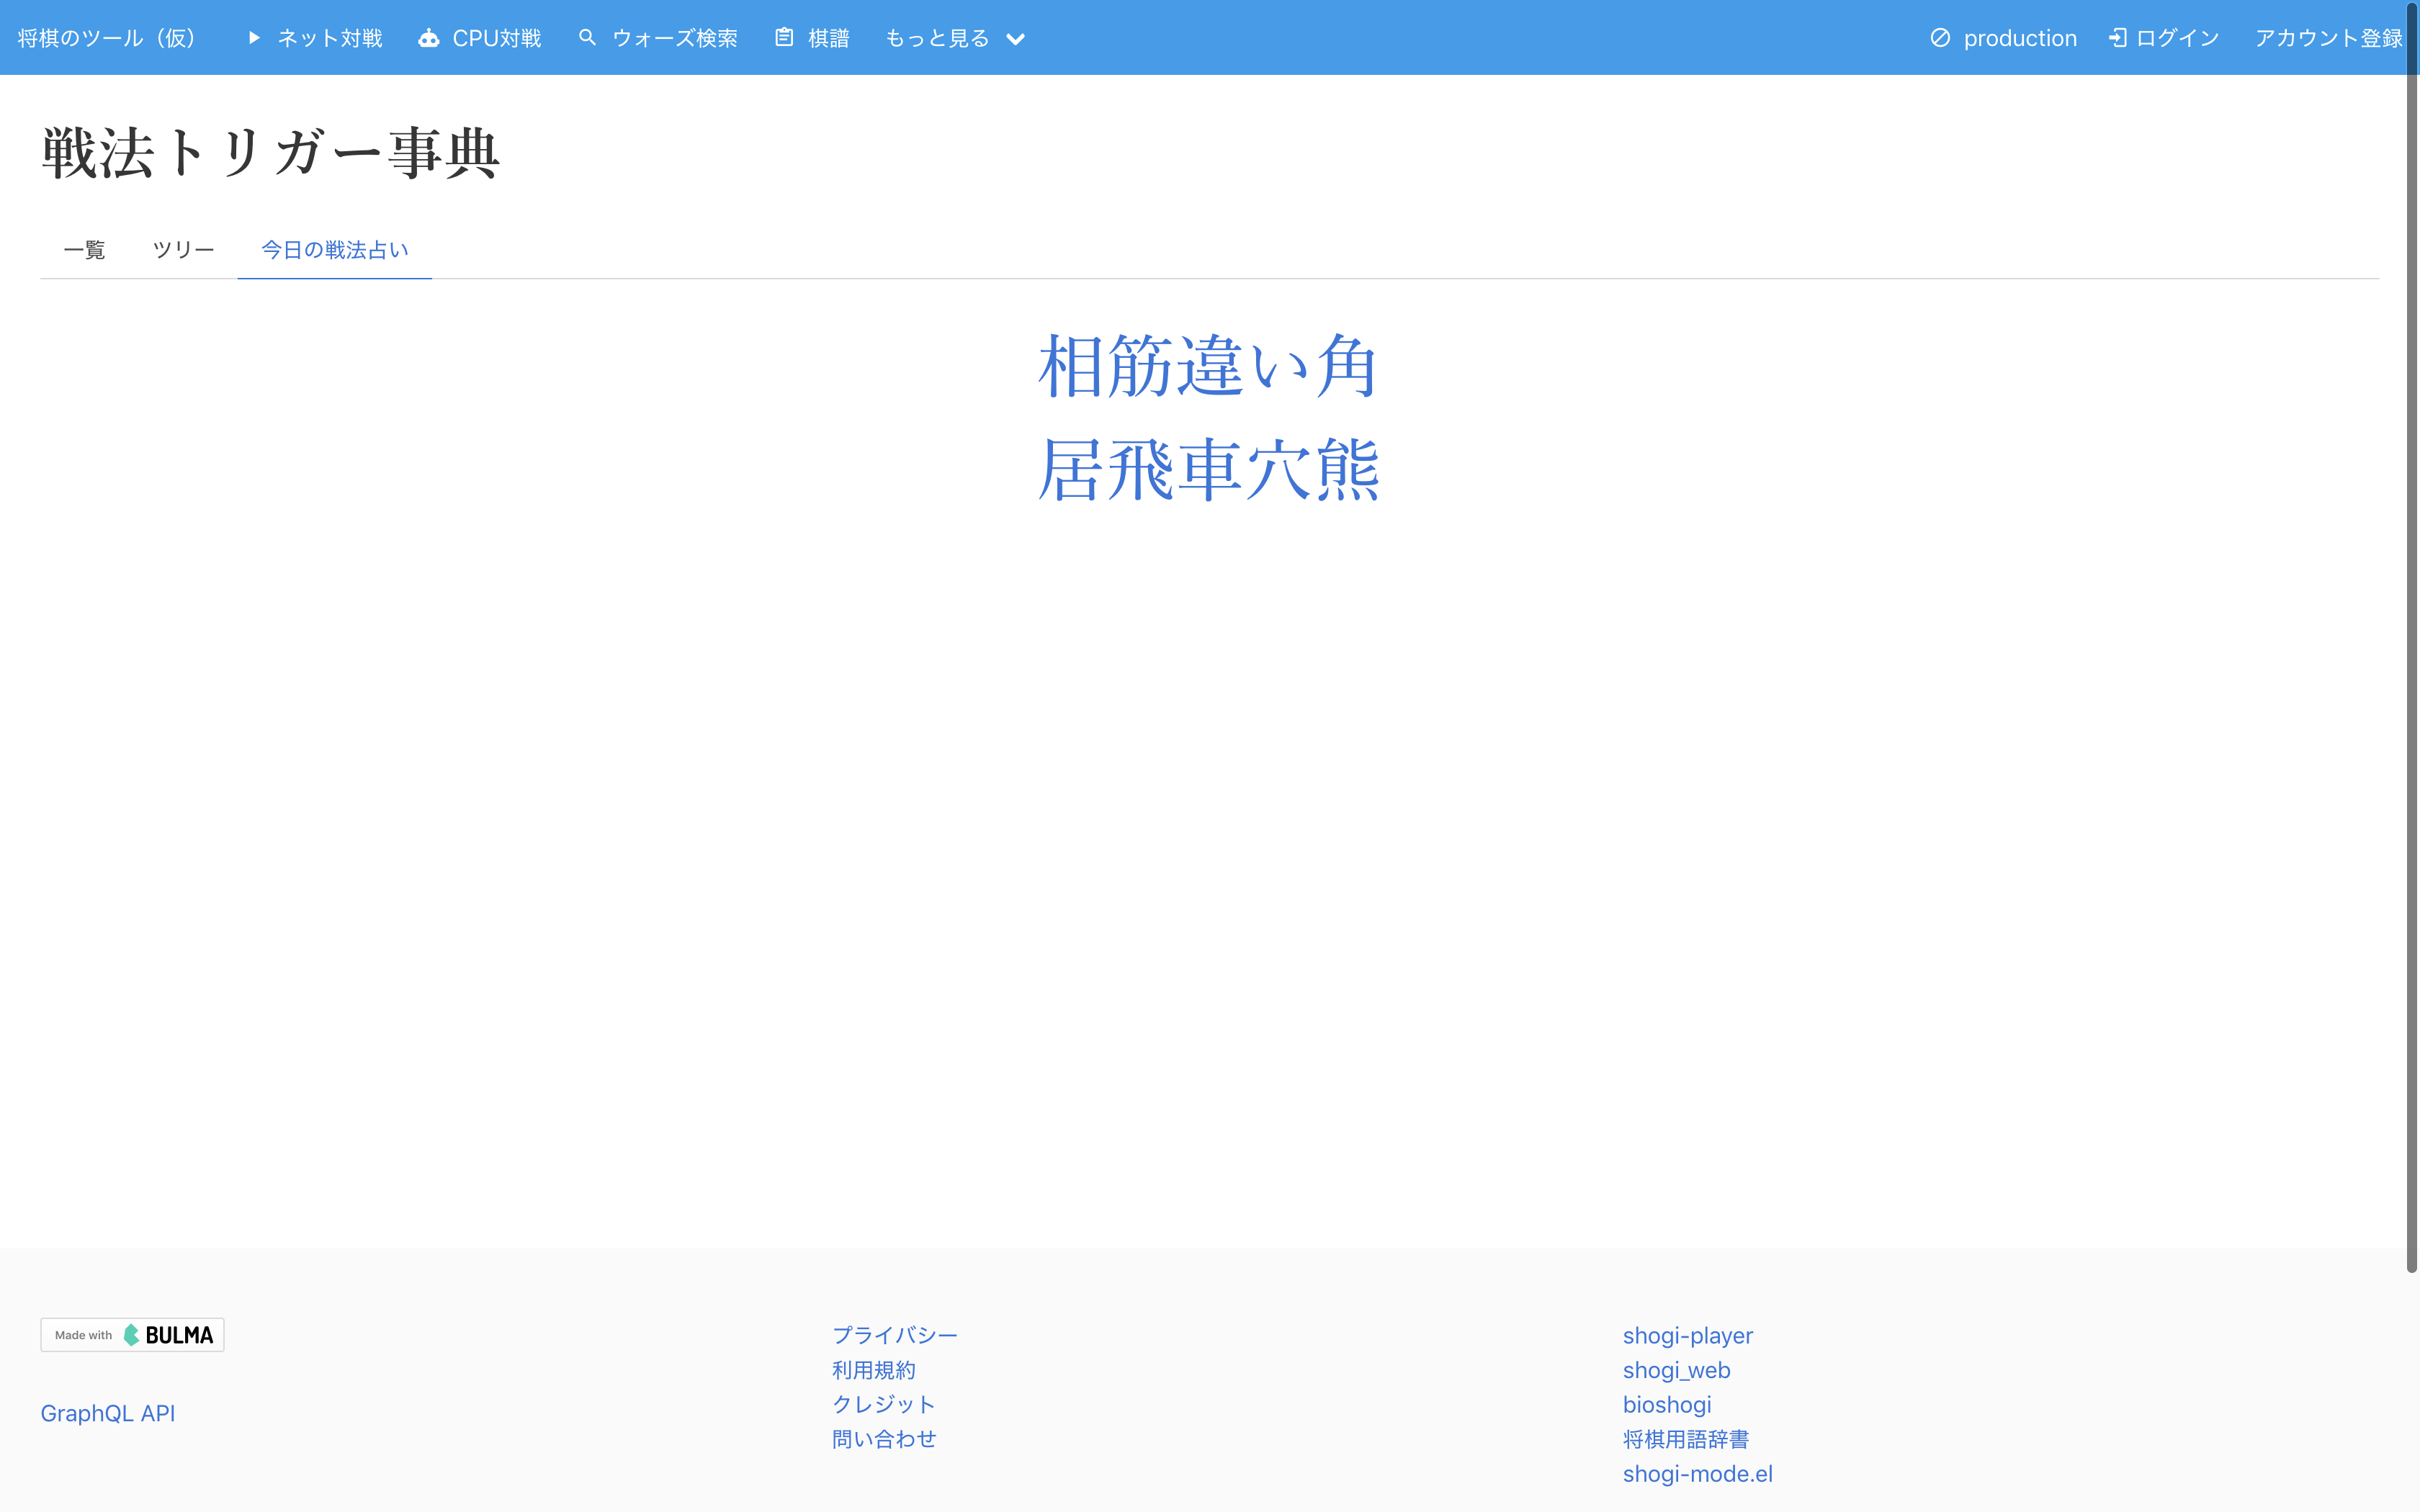 将棋のツール（仮） ネット対戦 CPU対戦 ウォーズ検索 棋譜 もっと見る production ログイン アカウント登録
戦法トリガー事典
一覧 ツリー 今日の戦法占い
相筋違い角
居飛車穴熊
Made with BULMA
GraphQL API
プライバシー
利用規約
クレジット
問い合わせ
shogi-player
shogi_web
bioshogi
将棋用語辞書
shogi-mode.el